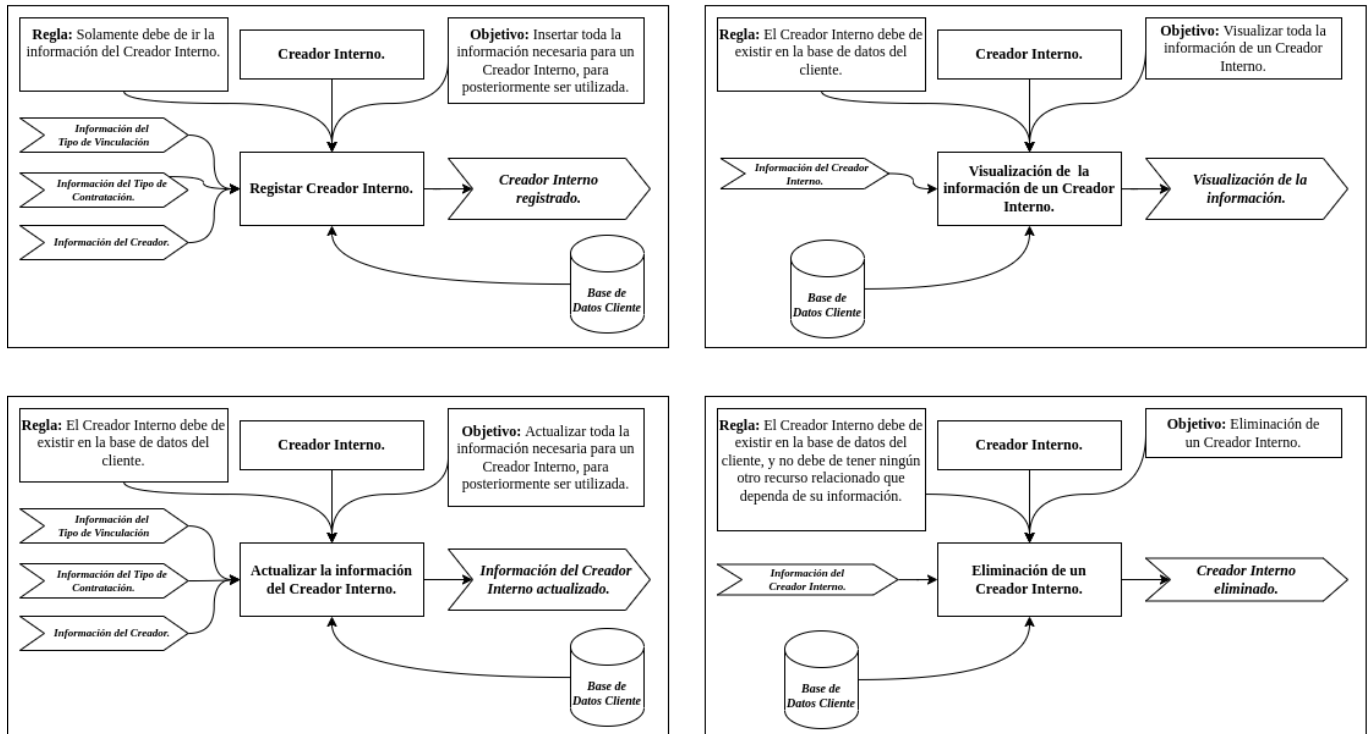 Regla: Solamente debe de ir la
información del Creador Interno.
Creador Interno.
Objetivo: Insertar toda la
información necesaria para un
Creador Interno, para
posteriormente ser utilizada.
Información del
Tipo de Vinculación
Información del Tipo de
Contratación.
Información del Creador.
Registar Creador Interno.
Creador Interno
registrado.
Base de
Datos Cliente
Regla: El Creador Interno debe de
existir en la base de datos del
cliente.
Creador Interno.
Objetivo: Visualizar toda la
información de un Creador
Interno.
Información del Creador
Interno.
Visualización de la
información de un Creador
Interno.
Visualización de la
información.
Base de
Datos Cliente
Regla: El Creador Interno debe de
existir en la base de datos del
cliente.
Creador Interno.
Objetivo: Actualizar toda la
información necesaria para un
Creador Interno, para
posteriormente ser utilizada.
Información del
Tipo de Vinculación
Información del Tipo de
Contratación.
Información del Creador.
Actualizar la información
del Creador Interno.
Información del Creador
Interno actualizado.
Base de
Datos Cliente
Regla: El Creador Interno debe de
existir en la base de datos del
cliente, y no debe de tener ningún
otro recurso relacionado que
dependa de su información.
Creador Interno.
Objetivo: Eliminación de
un Creador Interno.
Información del
Creador Interno.
Eliminación de un
Creador Interno.
Creador Interno
eliminado.
Base de
Datos Cliente